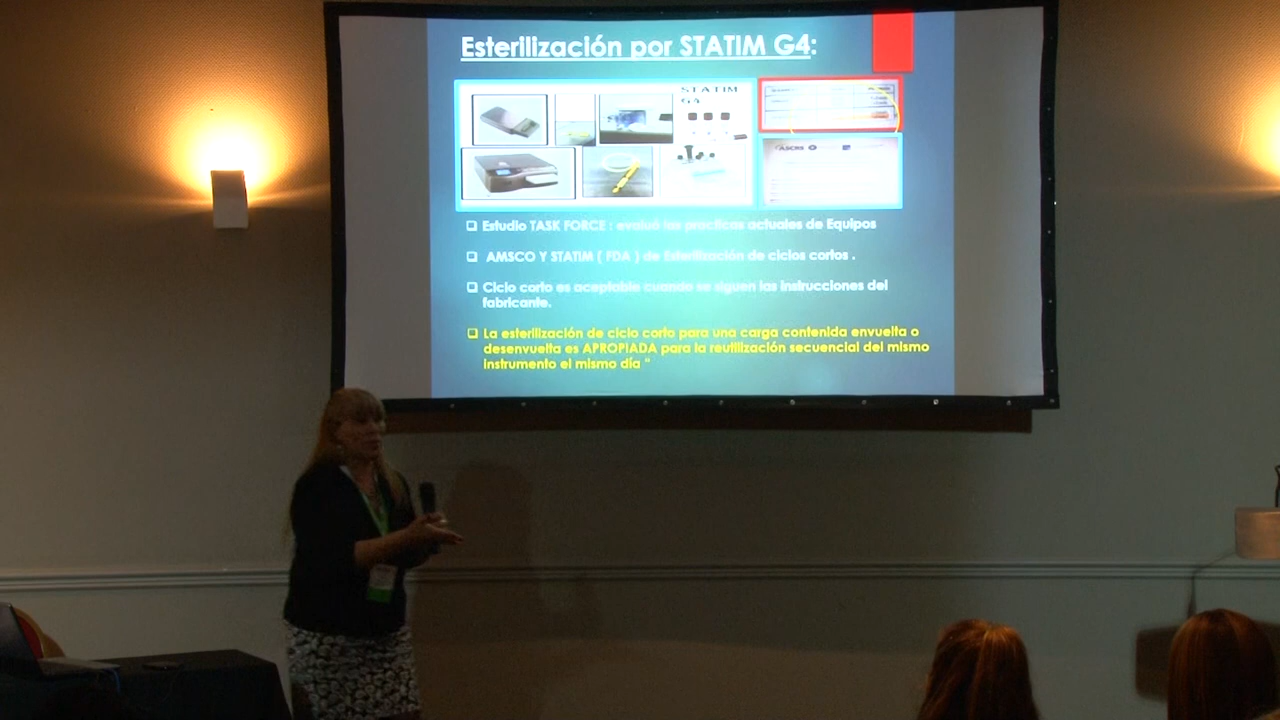 Esterilización por STATIM G4:
STATIM
G4
ASCRS
❑ Estudio TASK FORCE : evaluó las practicas actuales de Equipos
❑ AMSCO Y STATIM ( FDA ) de Esterilización de ciclos cortos .
❑ Ciclo corto es aceptable cuando se siguen las instrucciones del
fabricante.
❑ La esterilización de ciclo corto para una carga contenida envuelta o
desenvuelta es APROPIADA para la reutilización secuencial del mismo
instrumento el mismo día "